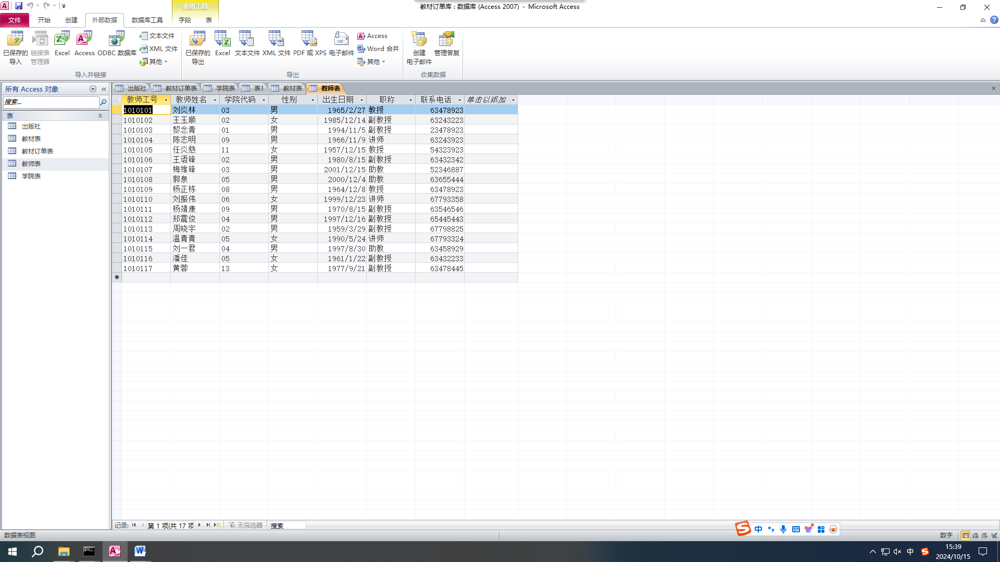 表格工具
教材订单库 : 数据库 (Access 2007) - Microsoft Access
文件 开始 创建 外部数据 数据库工具 字段 表
已保存的导入
链接表管理器
Excel
Access
ODBC 数据库
文本文件
XML 文件
其他
导入并链接
已保存的导出
Excel
文本文件
XML 文件
PDF 或 XPS
电子邮件
Access
Word 合并
其他
导出
创建电子邮件
管理答复
收集数据
所有 Access 对象
搜索...
表
出版社
教材表
教材订单表
教师表
学院表
出版社 教材订单表 学院表 表1 教材表 教师表
教师工号 教师姓名 学院代码 性别 出生日期 职称 联系电话 单击以添加
1010101 刘炎林 03 男 1965/2/27 教授 63478923
1010102 王玉顺 02 女 1985/12/14 副教授 63243223
1010103 黎念青 01 男 1994/11/5 副教授 23478923
1010104 陈志明 09 男 1966/11/9 讲师 63243923
1010105 任炎慈 11 女 1957/12/15 教授 54323923
1010106 王语锋 02 男 1980/8/15 副教授 63432342
1010107 梅维锋 03 男 2001/12/15 助教 52346887
1010108 郭泉 05 男 2000/12/4 助教 63655444
1010109 杨正栋 08 男 1964/12/8 教授 63478923
1010110 刘振伟 06 女 1999/12/23 讲师 67793358
1010111 杨靖康 09 男 1970/8/15 副教授 63546546
1010112 郑震俊 04 男 1997/12/16 副教授 65445443
1010113 周晓宇 02 男 1959/3/29 副教授 67798825
1010114 温青青 05 女 1990/5/24 讲师 67793324
1010115 刘一君 04 男 1997/8/30 助教 63458929
1010116 潘佳 05 女 1961/1/22 副教授 63432233
1010117 黄蓉 13 女 1977/9/21 副教授 63478445
记录: 第 1 项(共 17 项 无筛选器 搜索
中
数据表视图 数字
中
15:39
2024/10/15